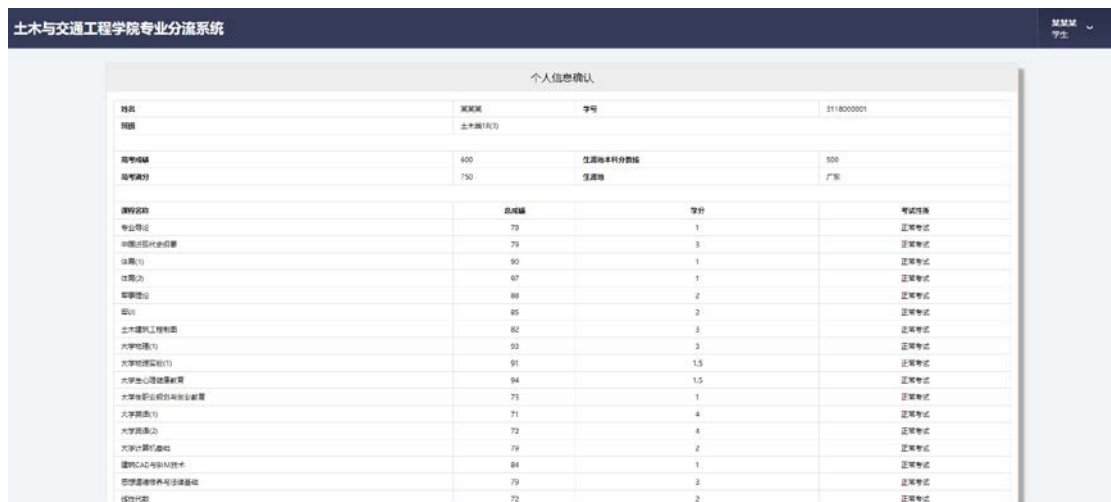 土木与交通工程学院专业分流系统
某某某
学生
个人信息确认
姓名 某某某 学号 3118000001
班级 土木类18(3)
高考成绩 600 生源地本科分数线 500
高考满分 750 生源地 广东
课程名称 总成绩 学分 考试性质
专业导论 70 1 正常考试
中国近现代史纲要 79 3 正常考试
体育(1) 90 1 正常考试
体育(2) 97 1 正常考试
军事理论 88 2 正常考试
军训 85 2 正常考试
土木建筑工程制图 82 3 正常考试
大学物理(1) 93 3 正常考试
大学物理实验(1) 91 1.5 正常考试
大学生心理健康教育 94 1.5 正常考试
大学生职业规划与创业教育 73 1 正常考试
大学英语(1) 71 4 正常考试
大学英语(2) 72 4 正常考试
大学计算机基础 79 2 正常考试
建筑CAD与BIM技术 84 1 正常考试
思想道德修养与法律基础 79 3 正常考试
线性代数 72 2 正常考试